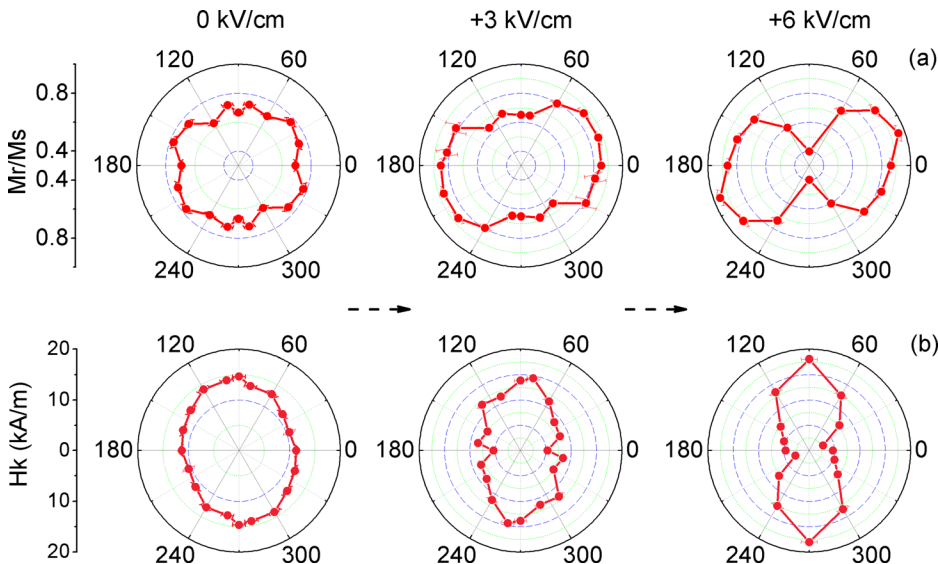 0 kV/cm +3 kV/cm +6 kV/cm
120 60 120 60 120 60 (a)
0.8
Mr/Ms
0.4 180 0 180 0 180 0
0.4
0.8
240 300 240 300 240 300
120 60 120 60 120 60 (b)
20
10
Hk (kA/m)
0 180 0 180 0 180 0
10
20
240 300 240 300 240 300